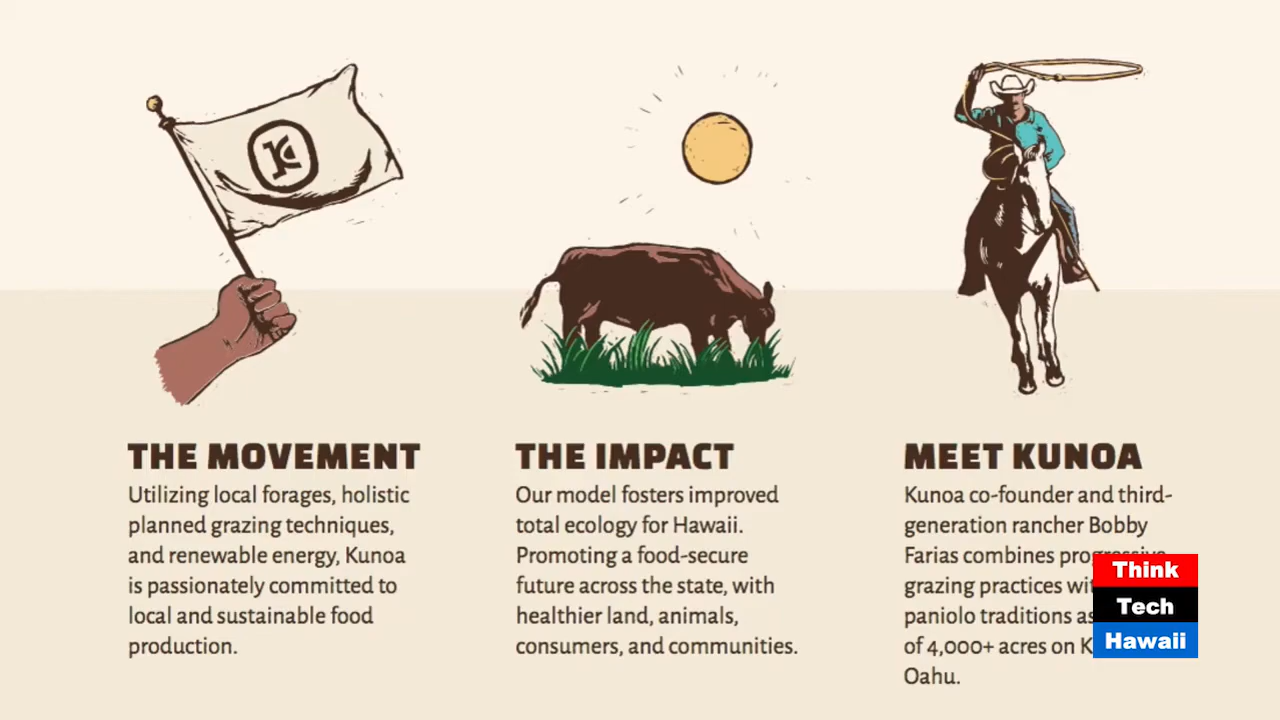 THE MOVEMENT
Utilizing local forages, holistic
planned grazing techniques,
and renewable energy, Kunoa
is passionately committed to
local and sustainable food
production.
THE IMPACT
Our model fosters improved
total ecology for Hawaii.
Promoting a food-secure
future across the state, with
healthier land, animals,
consumers, and communities.
MEET KUNOA
Kunoa co-founder and third-
generation rancher Bobby
Farias combines progressive
grazing practices
paniolo traditions
of 4,000+ acres on
Oahu.
Think
Tech
Hawaii